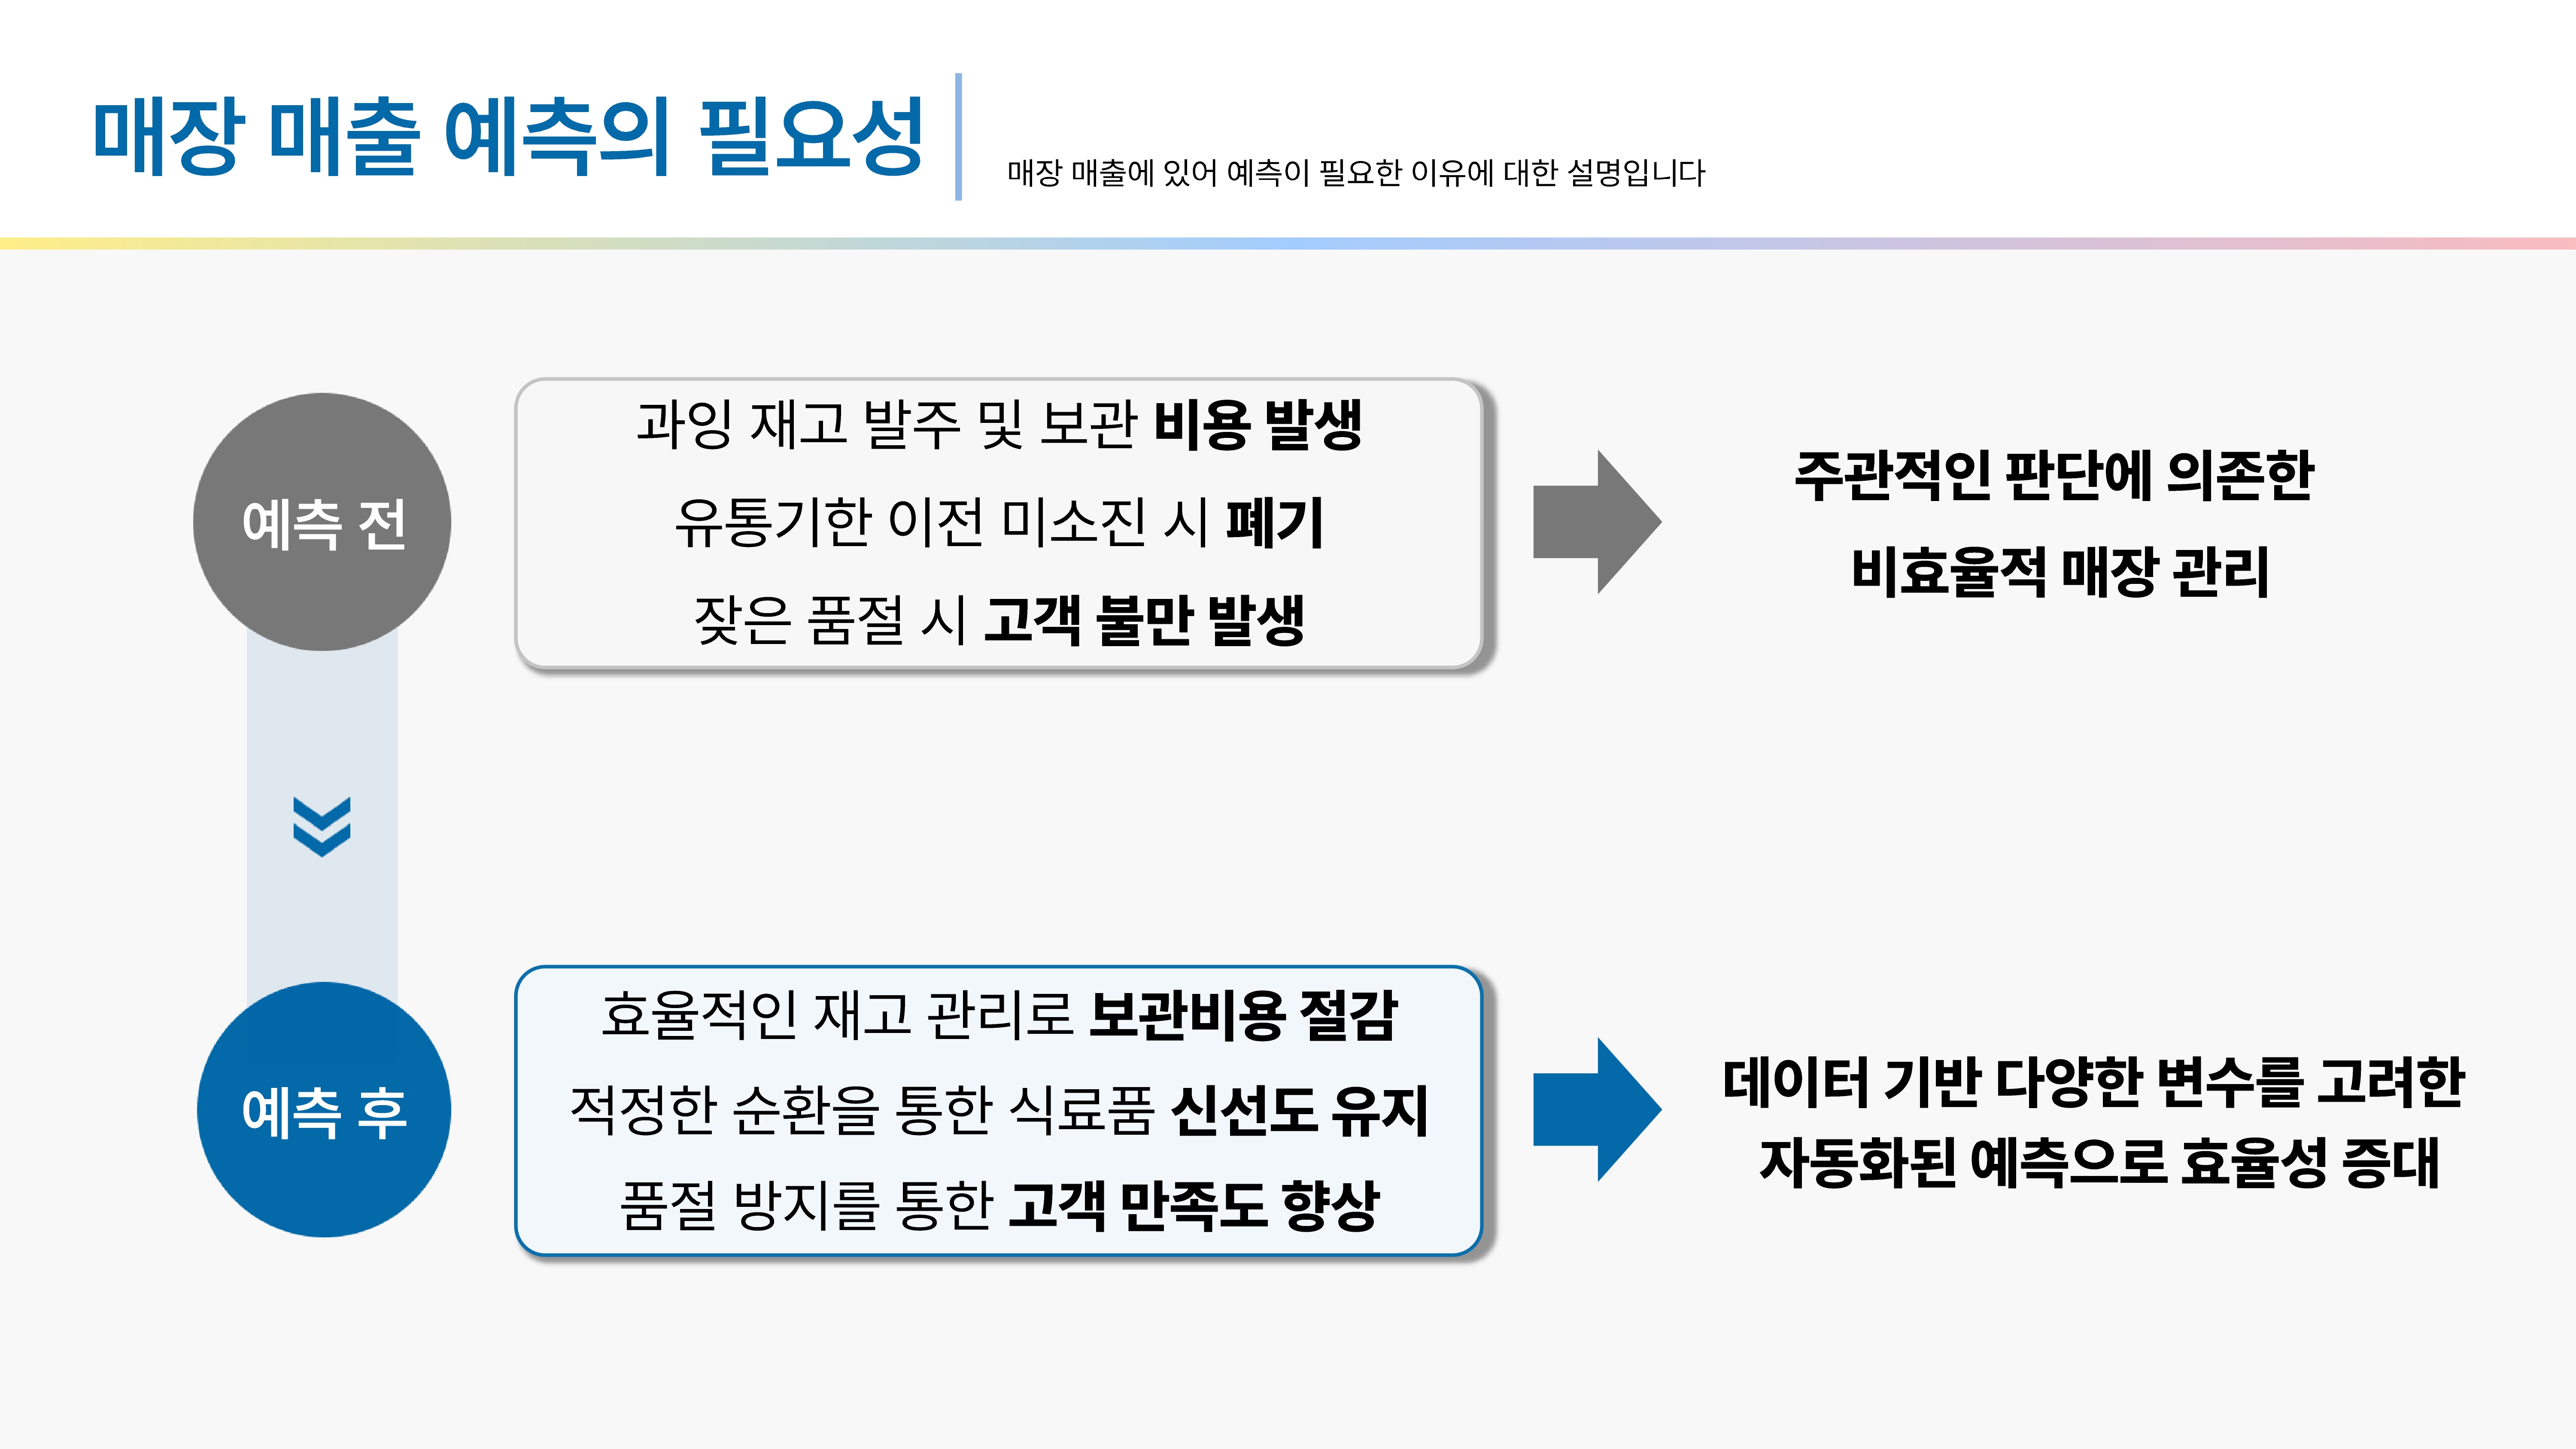 매장 매출 예측의 필요성
매장 매출에 있어 예측이 필요한 이유에 대한 설명입니다
예측 전
과잉 재고 발주 및 보관 비용 발생
유통기한 이전 미소진 시 폐기
잦은 품절 시 고객 불만 발생
주관적인 판단에 의존한
비효율적 매장 관리
예측 후
효율적인 재고 관리로 보관비용 절감
적정한 순환을 통한 식료품 신선도 유지
품절 방지를 통한 고객 만족도 향상
데이터 기반 다양한 변수를 고려한
자동화된 예측으로 효율성 증대